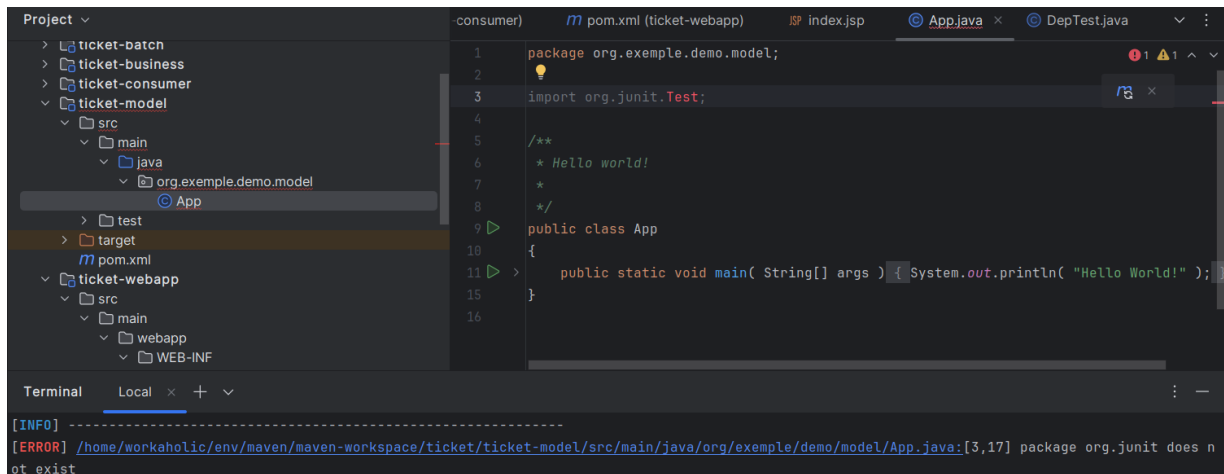 Project
-consumer)
pom.xml (ticket-webapp)
JSP index.jsp
App.java
DepTest.java
ticket-batch
ticket-business
ticket-consumer
ticket-model
src
main
java
org.exemple.demo.model
App
test
target
pom.xml
ticket-webapp
src
main
webapp
WEB-INF
1 package org.exemple.demo.model;
1 1
2
3 import org.junit.Test;
4
5 /**
6 * Hello world!
7 *
8 */
9 public class App
10 {
11 public static void main( String[] args ) { System.out.println( "Hello World!" ); }
15 }
16
Terminal Local
[INFO] ------------------------------------------------------------
[ERROR] /home/workaholic/env/maven/maven-workspace/ticket/ticket-model/src/main/java/org/exemple/demo/model/App.java:[3,17] package org.junit does n
ot exist